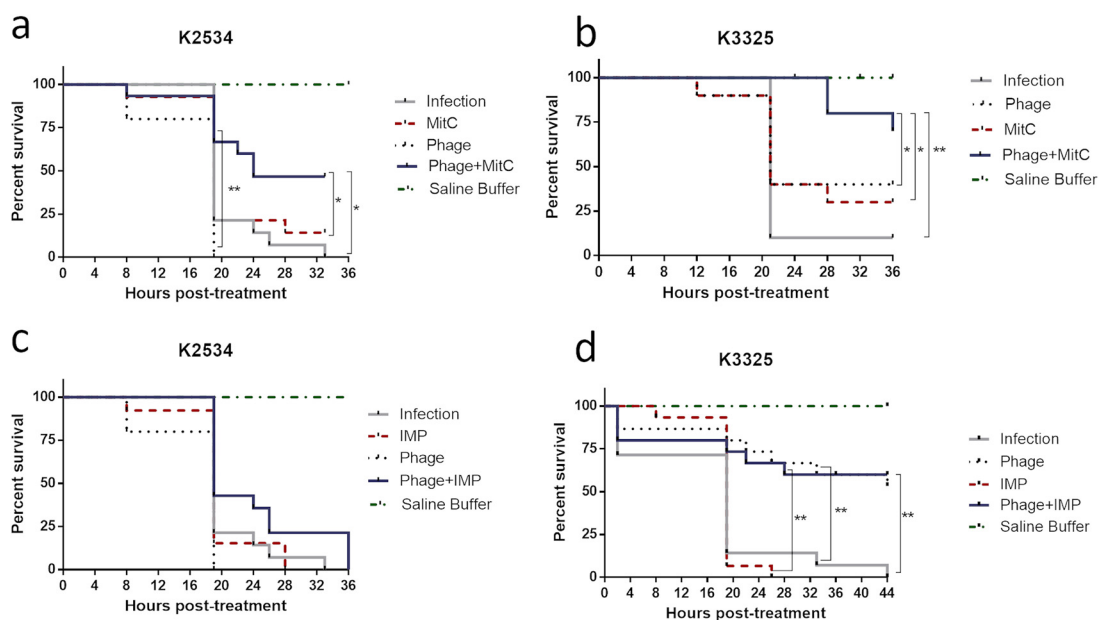 a
K2534
100
75
50
25
0
Percent survival
0 4 8 12 16 20 24 28 32 36
Hours post-treatment
**
*
*
Infection
MitC
Phage
Phage+MitC
Saline Buffer
b
K3325
100
75
50
25
0
Percent survival
0 4 8 12 16 20 24 28 32 36
Hours post-treatment
* * **
Infection
Phage
MitC
Phage+MitC
Saline Buffer
c
K2534
100
75
50
25
0
Percent survival
0 4 8 12 16 20 24 28 32 36
Hours post-treatment
Infection
IMP
Phage
Phage+IMP
Saline Buffer
d
K3325
100
75
50
25
0
Percent survival
0 4 8 12 16 20 24 28 32 36 40 44
Hours post-treatment
**
**
**
Infection
Phage
IMP
Phage+IMP
Saline Buffer